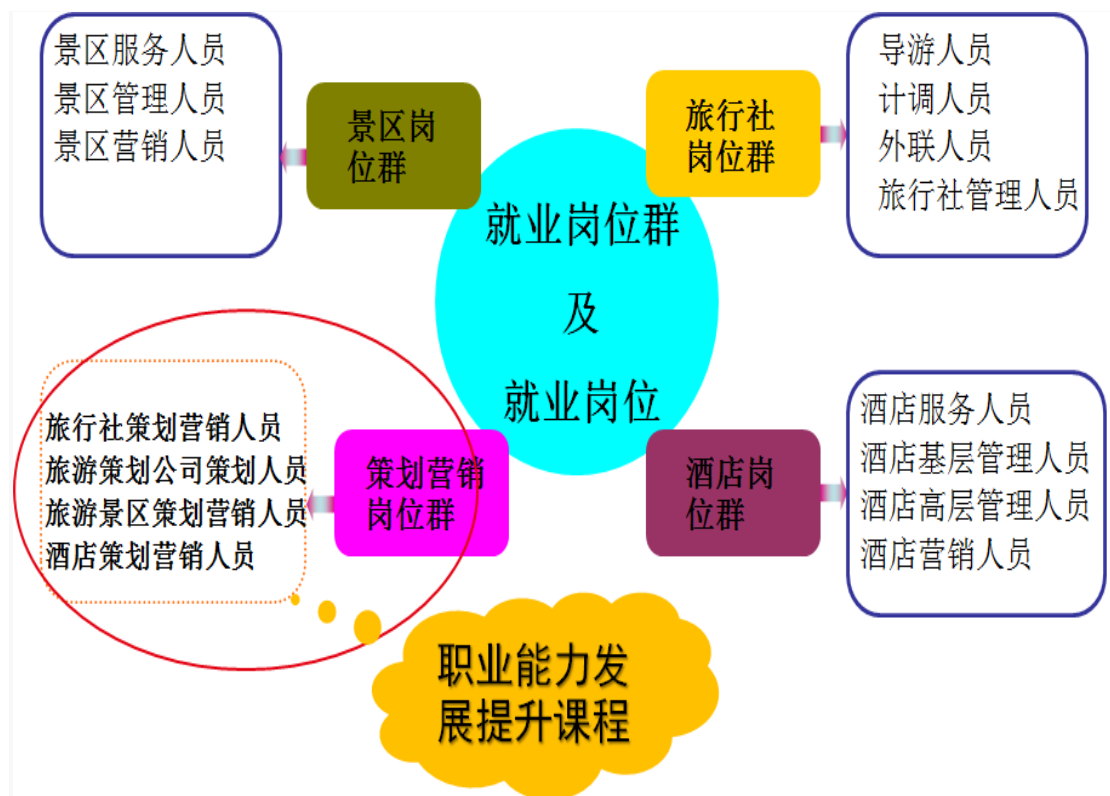 景区服务人员
景区管理人员
景区营销人员
景区岗
位群
旅行社
岗位群
导游人员
计调人员
外联人员
旅行社管理人员
就业岗位群
及
就业岗位
旅行社策划营销人员
旅游策划公司策划人员
旅游景区策划营销人员
酒店策划营销人员
策划营销
岗位群
酒店岗
位群
酒店服务人员
酒店基层管理人员
酒店高层管理人员
酒店营销人员
职业能力发
展提升课程